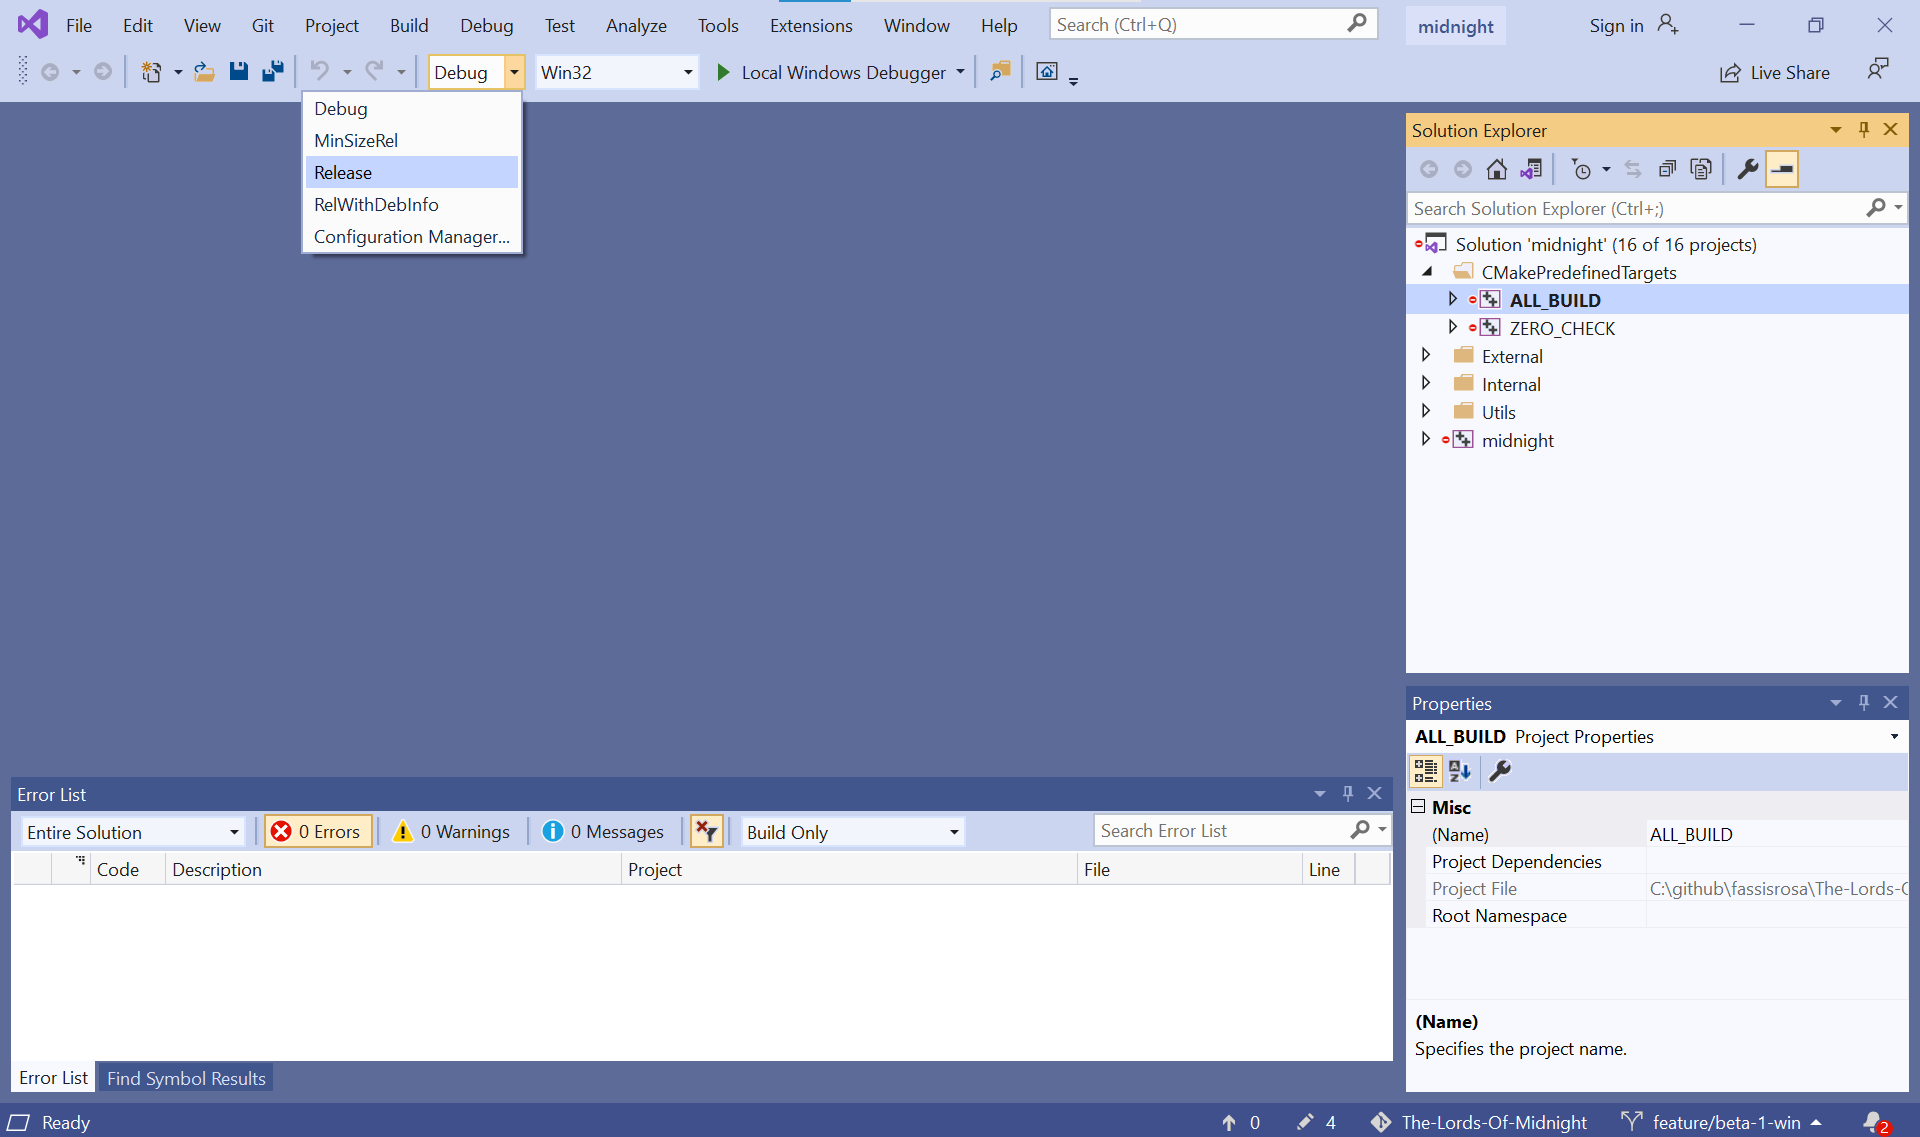 File Edit View Git Project Build Debug Test Analyze Tools Extensions Window Help Search (Ctrl+Q) midnight Sign in
Debug Win32 Local Windows Debugger Live Share
Debug
MinSizeRel
Release
RelWithDebInfo
Configuration Manager...
Solution Explorer
Search Solution Explorer (Ctrl+;)
Solution 'midnight' (16 of 16 projects)
CMakePredefinedTargets
ALL_BUILD
ZERO_CHECK
External
Internal
Utils
midnight
Properties
ALL_BUILD Project Properties
Misc
(Name) ALL_BUILD
Project Dependencies
Project File C:\github\fassisrosa\The-Lords-
Root Namespace
(Name)
Specifies the project name.
Error List
Entire Solution 0 Errors 0 Warnings 0 Messages Build Only Search Error List
Code Description Project File Line
Error List Find Symbol Results
Ready 0 4 The-Lords-Of-Midnight feature/beta-1-win 2